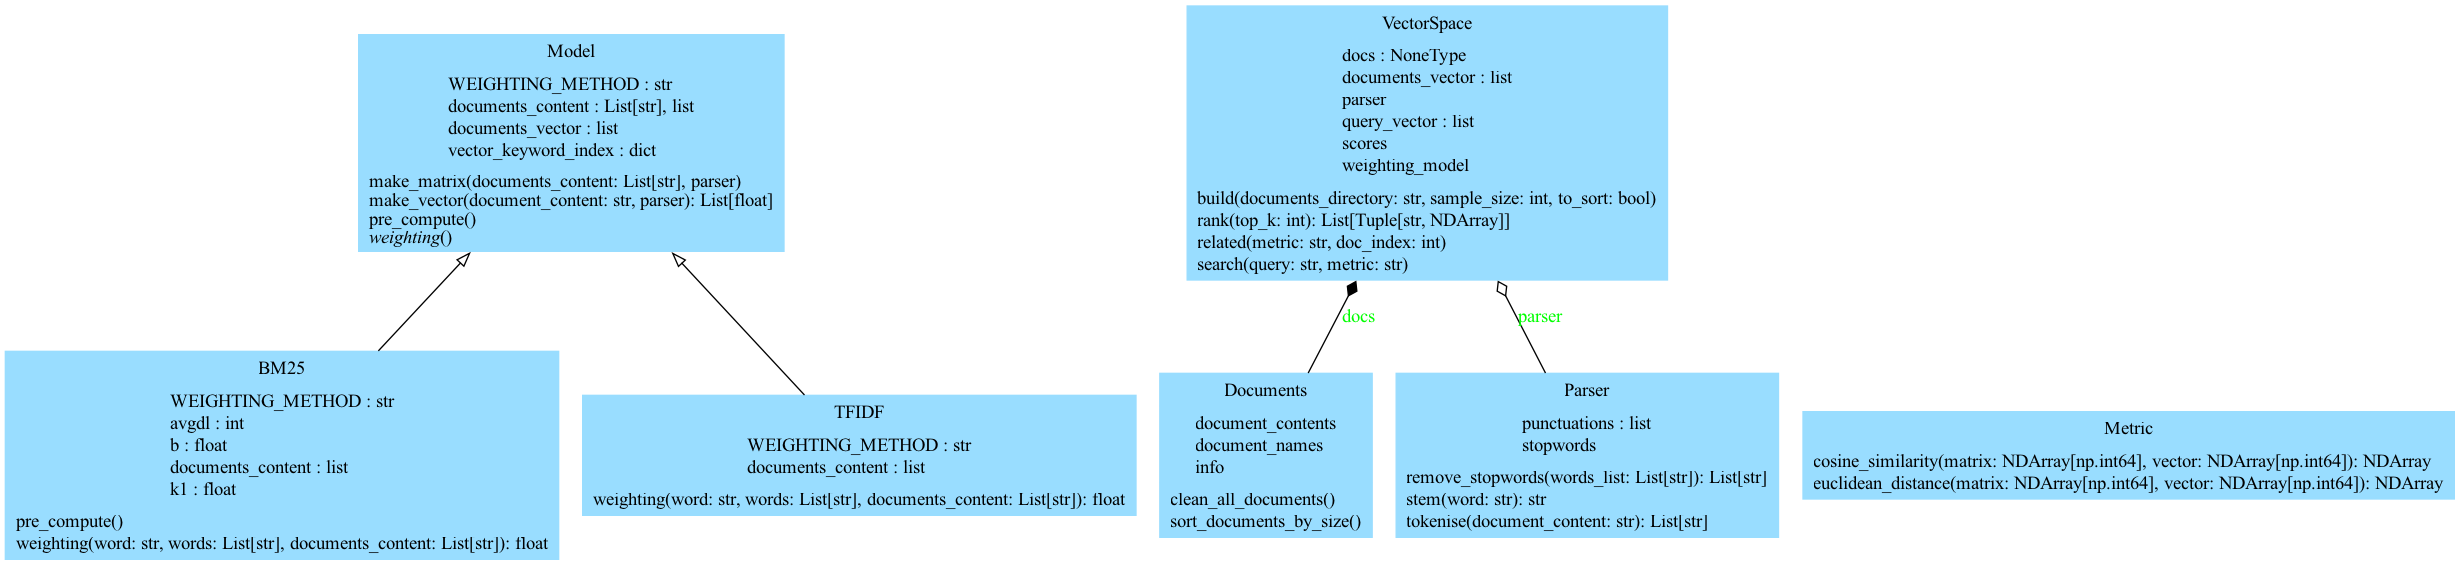 Model
WEIGHTING_METHOD : str
documents_content : List[str], list
documents_vector : list
vector_keyword_index : dict
make_matrix(documents_content: List[str], parser)
make_vector(document_content: str, parser): List[float]
pre_compute()
weighting()
VectorSpace
docs : NoneType
documents_vector : list
parser
query_vector : list
scores
weighting_model
build(documents_directory: str, sample_size: int, to_sort: bool)
rank(top_k: int): List[Tuple[str, NDArray]]
related(metric: str, doc_index: int)
search(query: str, metric: str)
docs
parser
BM25
WEIGHTING_METHOD : str
avgdl : int
b : float
documents_content : list
k1 : float
pre_compute()
weighting(word: str, words: List[str], documents_content: List[str]): float
TFIDF
WEIGHTING_METHOD : str
documents_content : list
weighting(word: str, words: List[str], documents_content: List[str]): float
Documents
document_contents
document_names
info
clean_all_documents()
sort_documents_by_size()
Parser
punctuations : list
stopwords
remove_stopwords(words_list: List[str]): List[str]
stem(word: str): str
tokenise(document_content: str): List[str]
Metric
cosine_similarity(matrix: NDArray[np.int64], vector: NDArray[np.int64]): NDArray
euclidean_distance(matrix: NDArray[np.int64], vector: NDArray[np.int64]): NDArray